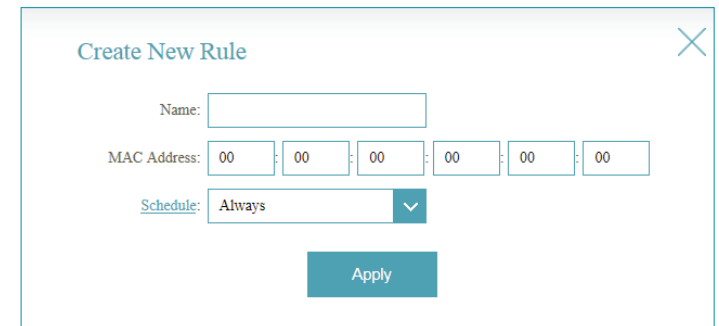 Create New Rule
Name:
MAC Address: 00 : 00 : 00 : 00 : 00 : 00
Schedule: Always
Apply